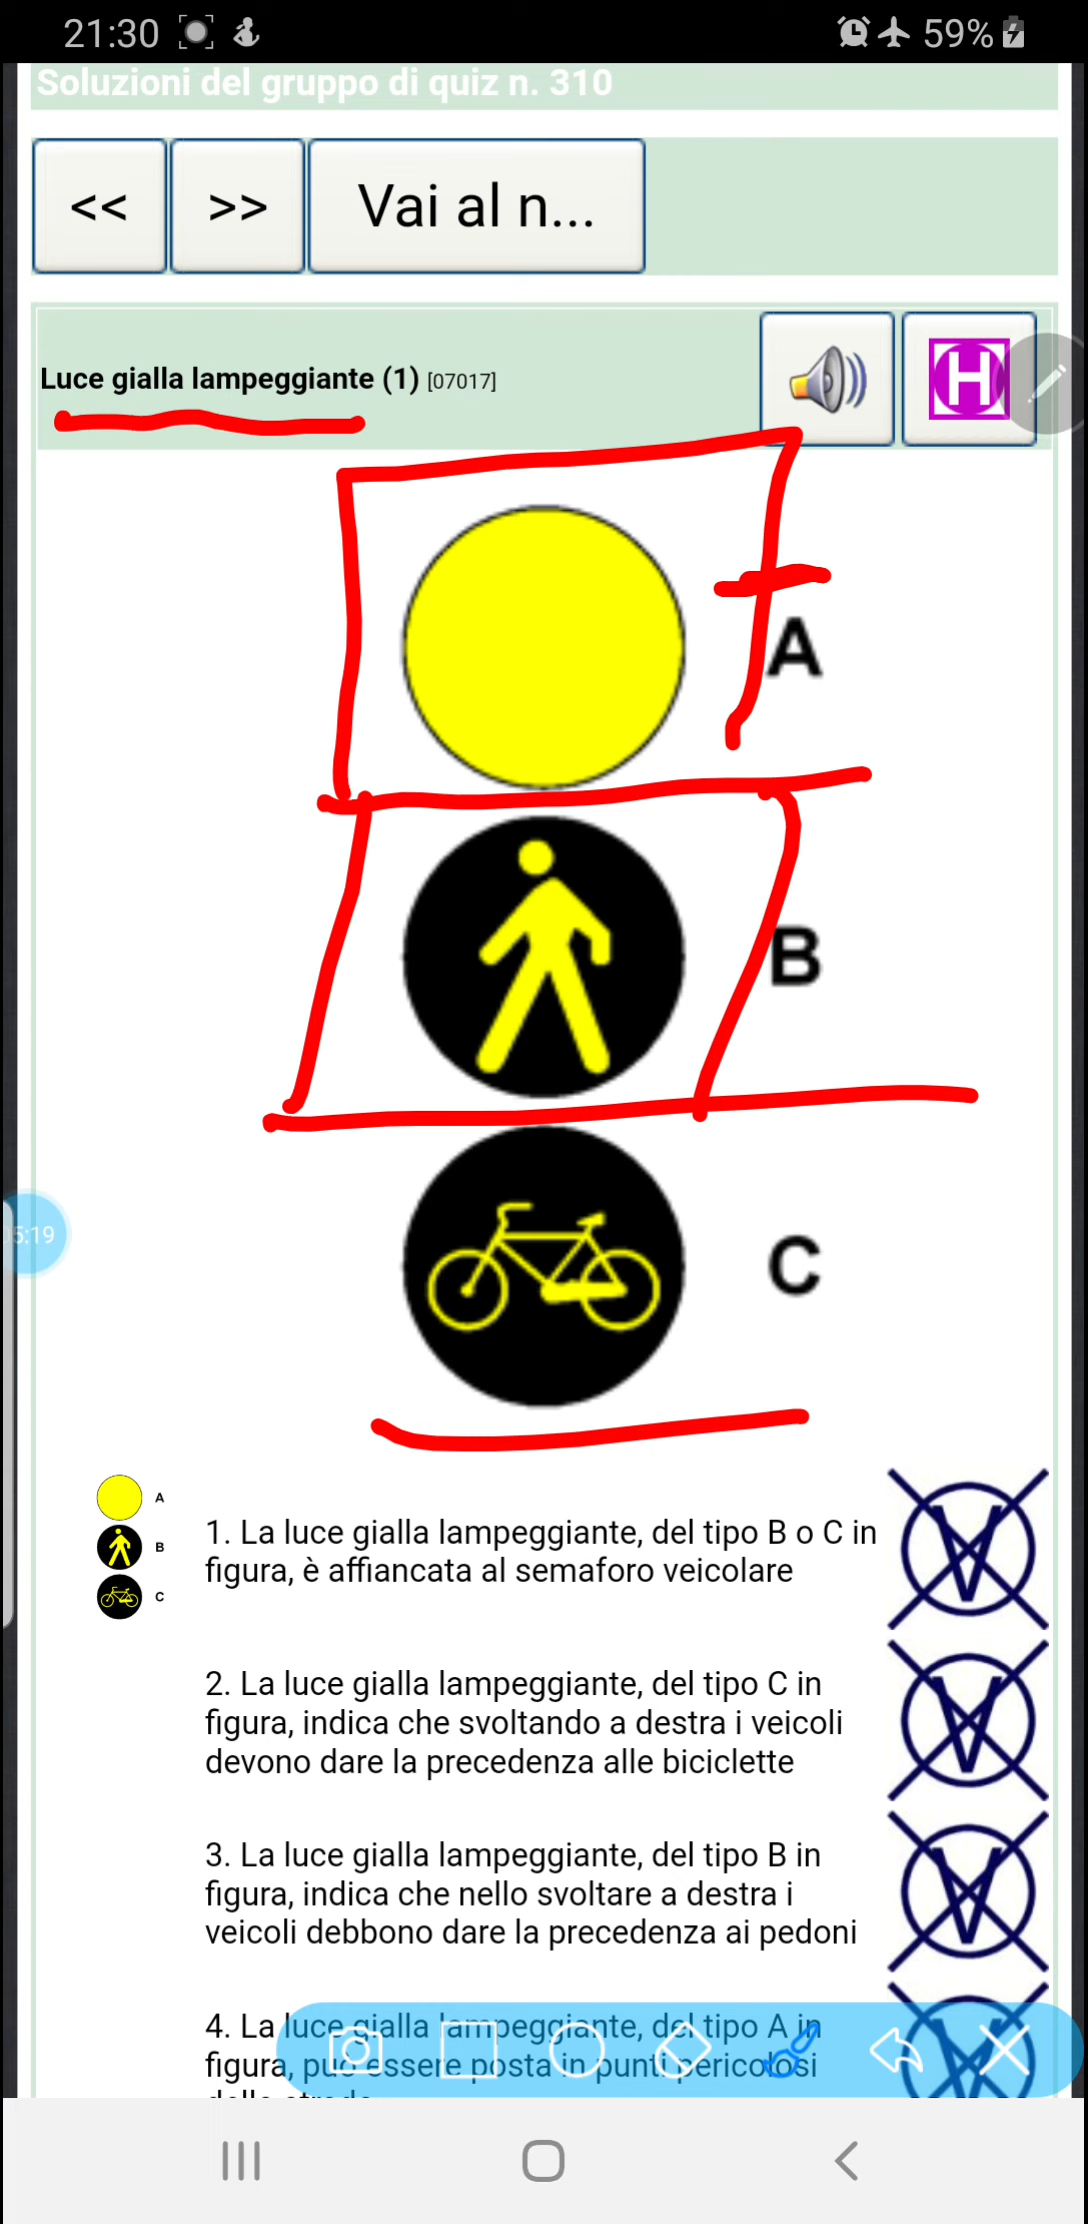 21:30
59%
Soluzioni del gruppo di quiz n. 310
<< >> Vai al n...
Luce gialla lampeggiante (1) [07017]
H
A
B
C
5:19
A
B
C
1. La luce gialla lampeggiante, del tipo B o C in
figura, è affiancata al semaforo veicolare
V
2. La luce gialla lampeggiante, del tipo C in
figura, indica che svoltando a destra i veicoli
devono dare la precedenza alle biciclette
V
3. La luce gialla lampeggiante, del tipo B in
figura, indica che nello svoltare a destra i
veicoli debbono dare la precedenza ai pedoni
V
4. La luce gialla lampeggiante, del tipo A in
figura, può essere posta in punti pericolosi
V